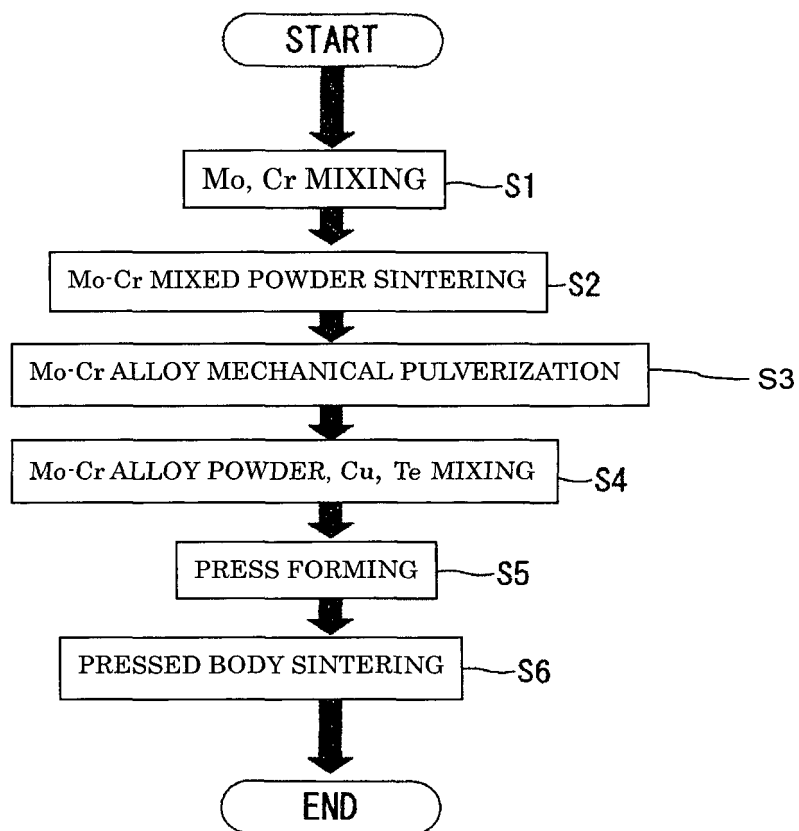 START
Mo, Cr MIXING
S1
Mo-Cr MIXED POWDER SINTERING
S2
Mo-Cr ALLOY MECHANICAL PULVERIZATION
S3
Mo-Cr ALLOY POWDER, Cu, Te MIXING
S4
PRESS FORMING
S5
PRESSED BODY SINTERING
S6
END